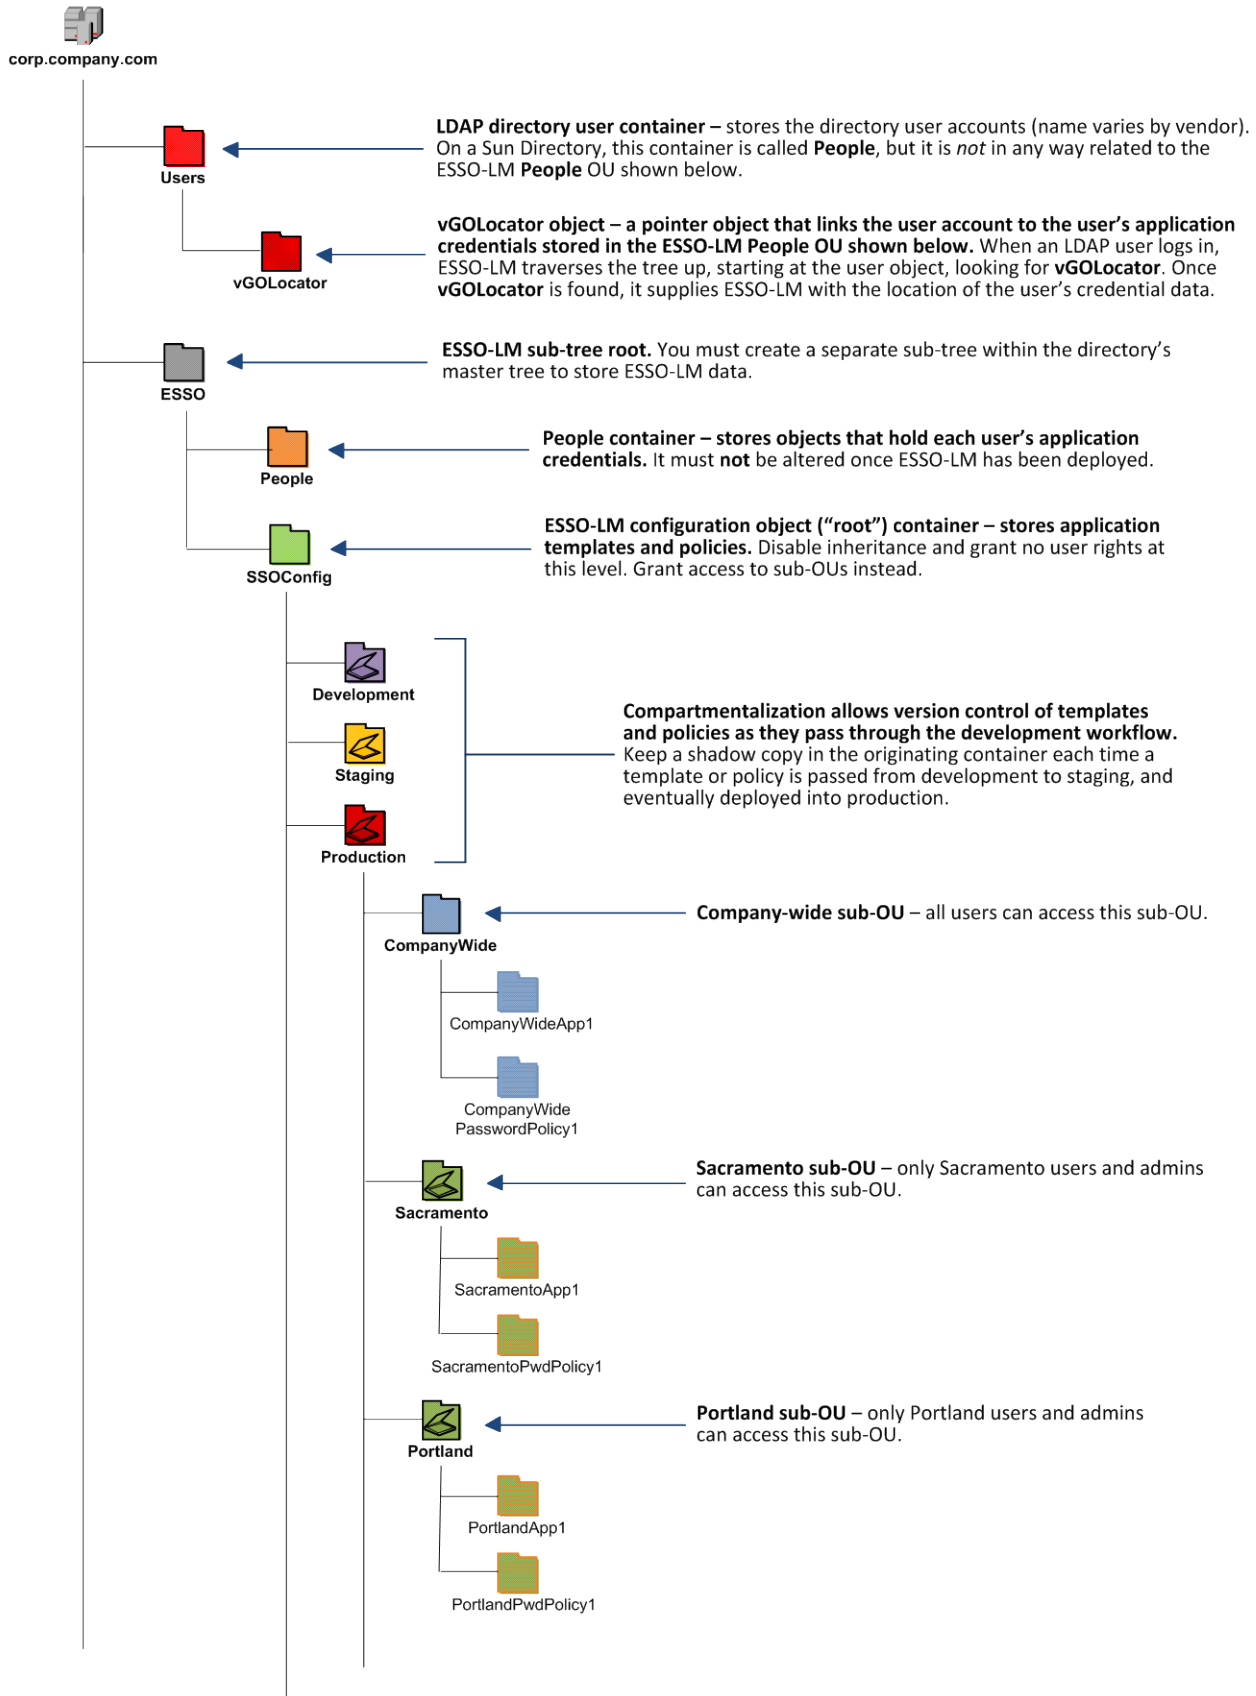 corp.company.com
LDAP directory user container – stores the directory user accounts (name varies by vendor).
On a Sun Directory, this container is called People, but it is not in any way related to the
ESSO-LM People OU shown below.
Users
vGOLocator object – a pointer object that links the user account to the user’s application
credentials stored in the ESSO-LM People OU shown below. When an LDAP user logs in,
ESSO-LM traverses the tree up, starting at the user object, looking for vGOLocator. Once
vGOLocator is found, it supplies ESSO-LM with the location of the user’s credential data.
vGOLocator
ESSO-LM sub-tree root. You must create a separate sub-tree within the directory’s
master tree to store ESSO-LM data.
ESSO
People container – stores objects that hold each user’s application
credentials. It must not be altered once ESSO-LM has been deployed.
People
ESSO-LM configuration object (“root”) container – stores application
templates and policies. Disable inheritance and grant no user rights at
this level. Grant access to sub-OUs instead.
SSOConfig
Development
Compartmentalization allows version control of templates
and policies as they pass through the development workflow.
Keep a shadow copy in the originating container each time a
template or policy is passed from development to staging, and
eventually deployed into production.
Staging
Production
Company-wide sub-OU – all users can access this sub-OU.
CompanyWide
CompanyWideApp1
CompanyWide
PasswordPolicy1
Sacramento sub-OU – only Sacramento users and admins
can access this sub-OU.
Sacramento
SacramentoApp1
SacramentoPwdPolicy1
Portland sub-OU – only Portland users and admins
can access this sub-OU.
Portland
PortlandApp1
PortlandPwdPolicy1